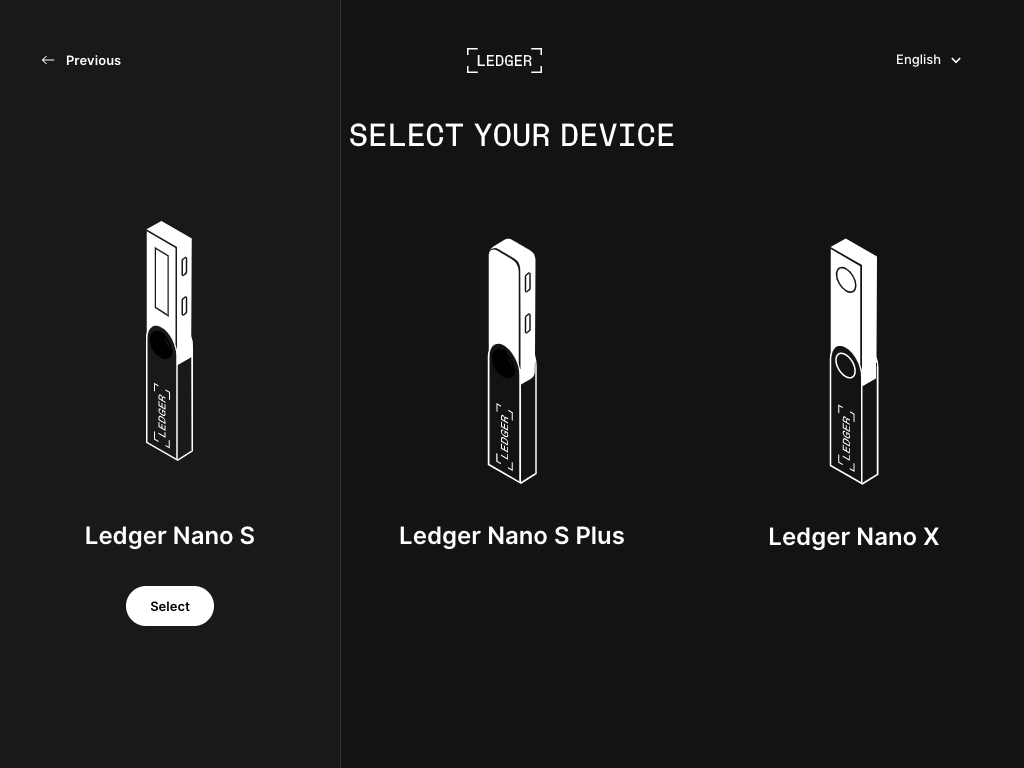 Previous
LEDGER
English
SELECT YOUR DEVICE
LEDGER
LEDGER
LEDGER
Ledger Nano S
Ledger Nano S Plus
Ledger Nano X
Select